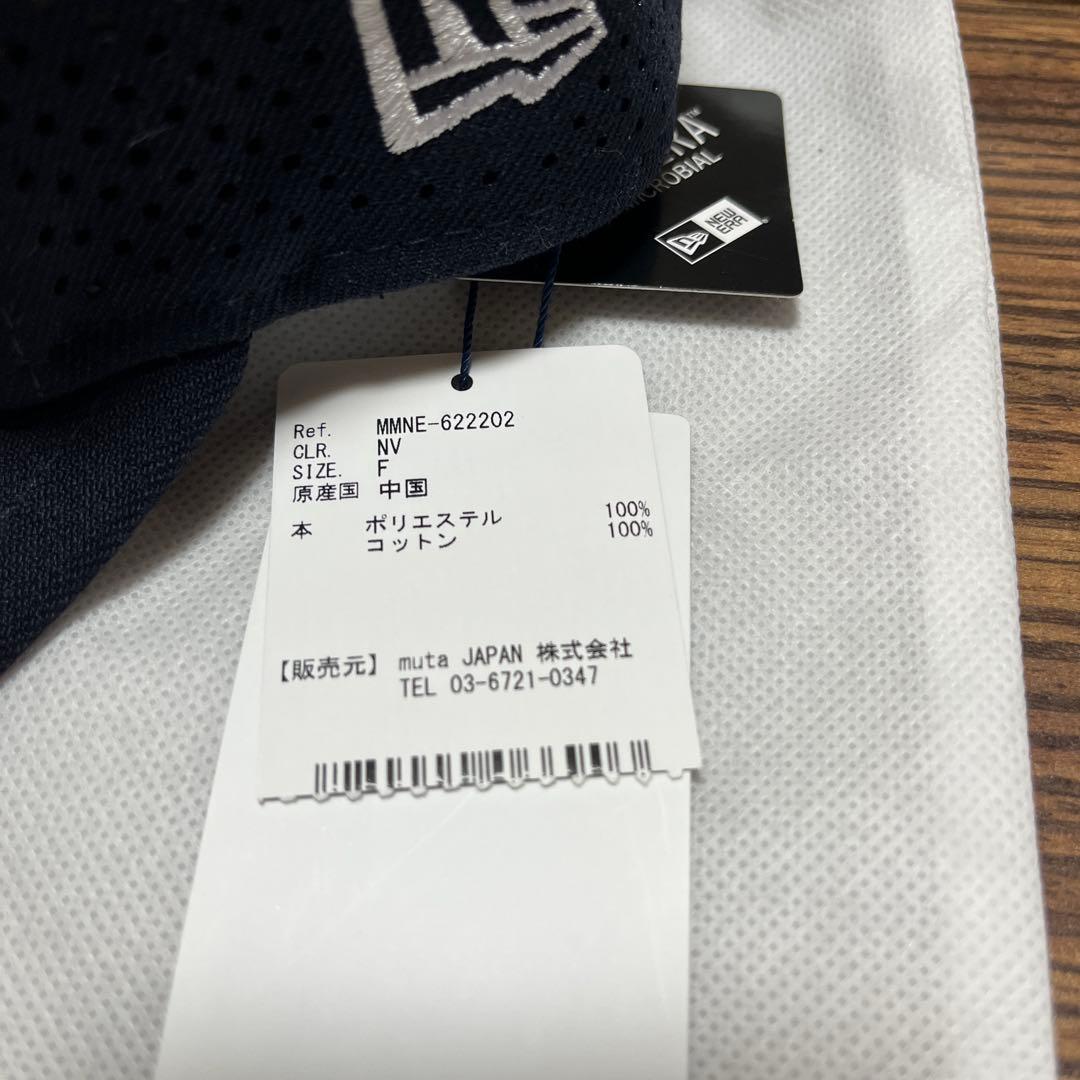 MICROBIAL
NEW
ERA
Ref. MMNE-622202
CLR. NV
SIZE. F
原産国 中国
本 ポリエステル 100%
コットン 100%
【販売元】 muta JAPAN 株式会社
TEL 03-6721-0347